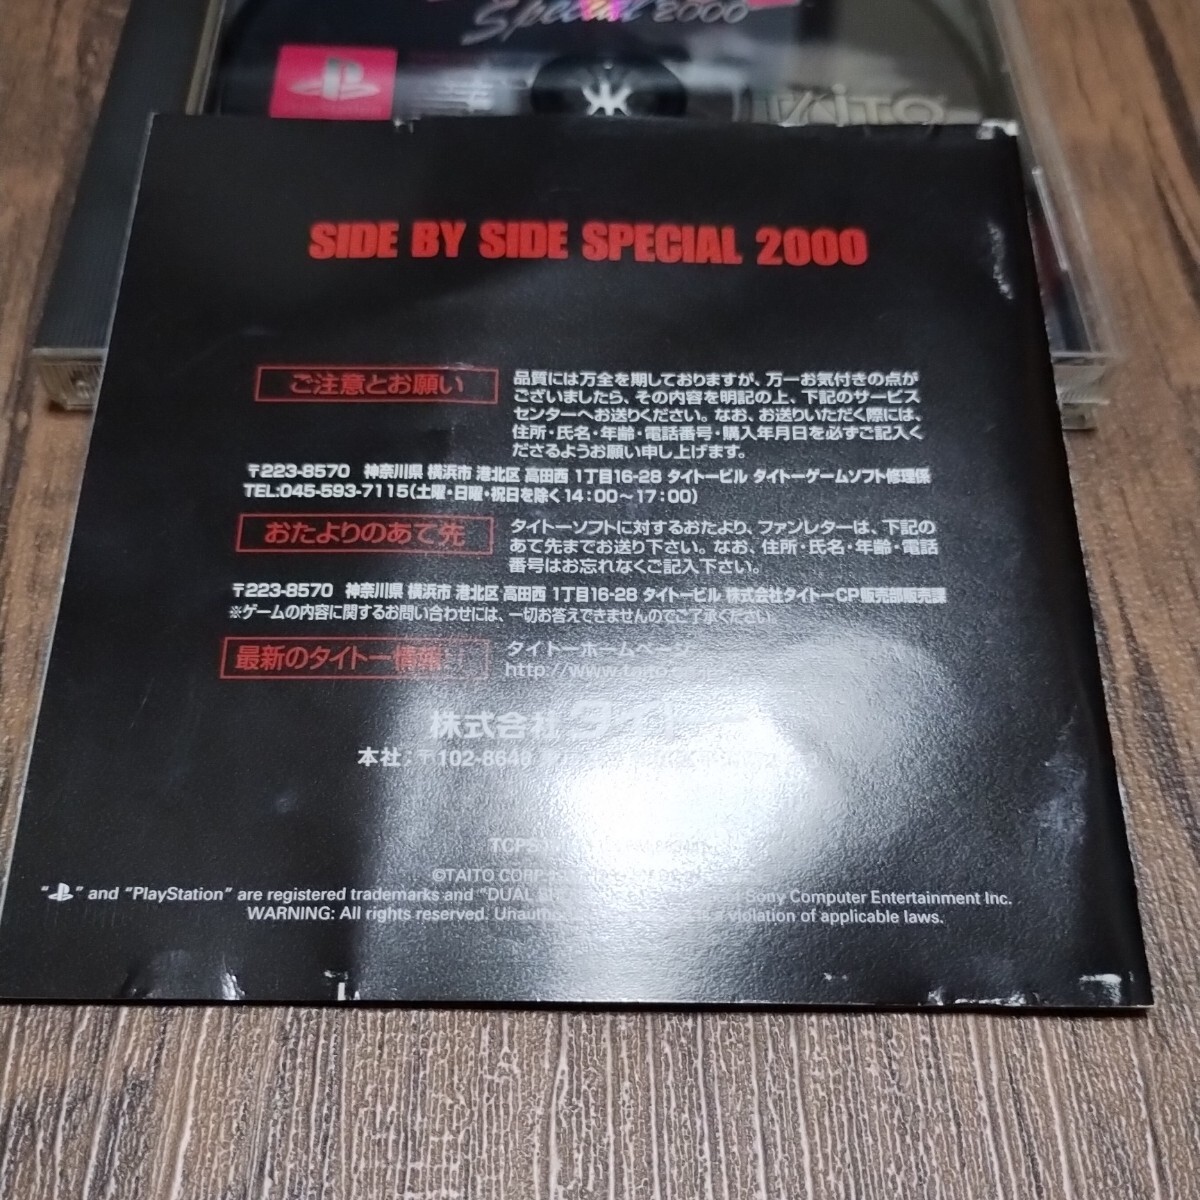 Special 2000
TAITO
SIDE BY SIDE SPECIAL 2000
ご注意とお願い
品質には万全を期しておりますが、万一お気付きの点が
ございましたら、その内容を明記の上、下記のサービス
センターへお送りください。なお、お送りいただく際には、
住所・氏名・年齢・電話番号・購入年月日を必ずご記入く
ださるようお願い申し上げます。
〒223-8570 神奈川県 横浜市 港北区 高田西 1丁目16-28 タイトービル タイトーゲームソフト修理係
TEL:045-593-7115(土曜・日曜・祝日を除く14:00〜17:00)
おたよりのあて先
タイトーソフトに対するおたより、ファンレターは、下記の
あて先までお送り下さい。なお、住所・氏名・年齢・電話
番号はお忘れなくご記入下さい。
〒223-8570 神奈川県 横浜市 港北区 高田西 1丁目16-28 タイトービル 株式会社タイトーCP販売部販売課
※ゲームの内容に関するお問い合わせには、一切お答えできませんのでご了承ください。
最新のタイトー情報!
タイトーホームページ
http://www.taito
株式会社 タイトー
本社:〒102-8648
TCPS
©TAITO CORP.
"PS" and "PlayStation" are registered trademarks and "DUAL Sony Computer Entertainment Inc.
WARNING: All rights reserved. is a violation of applicable laws.